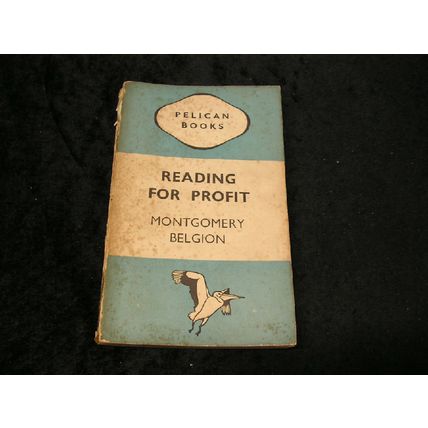 PELICAN
BOOKS
READING
FOR PROFIT
MONTGOMERY
BELGION